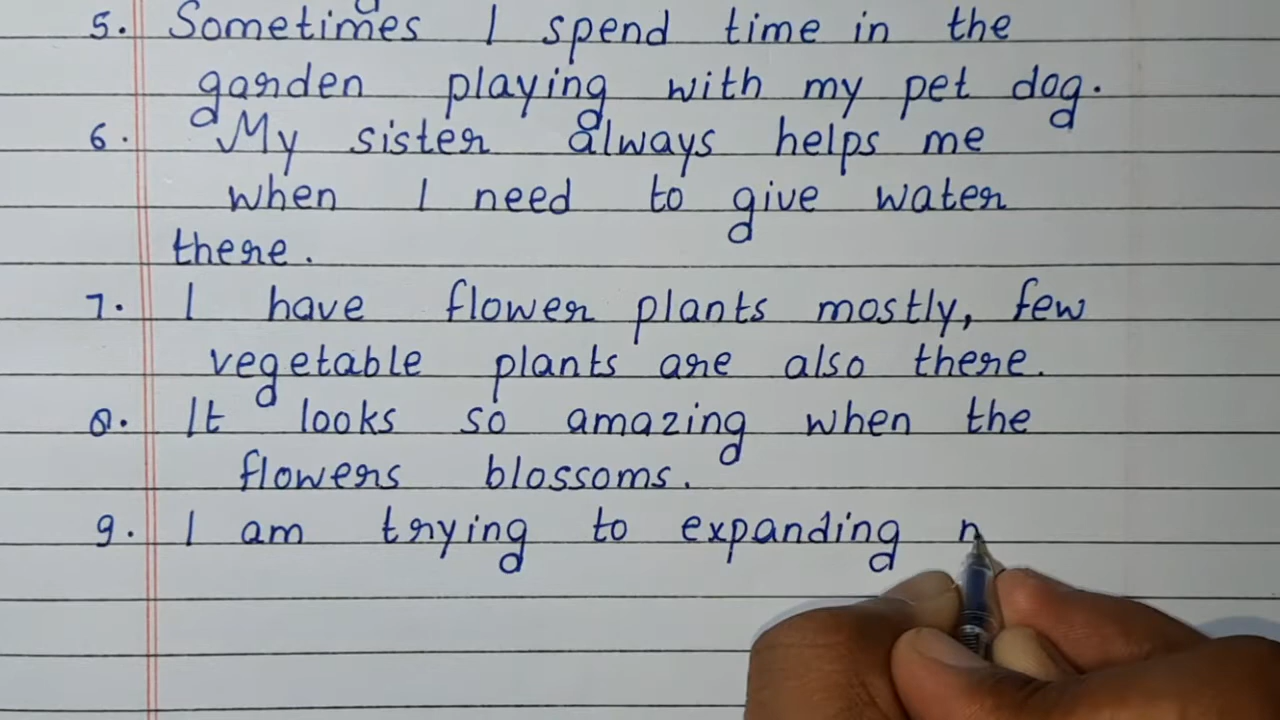 5. Sometimes I spend time in the
garden playing with my pet dog.
6. My sister always helps me
when I need to give water
there.
7. I have flower plants mostly, few
vegetable plants are also there.
8. It looks so amazing when the
flowers blossoms.
9. I am trying to expanding